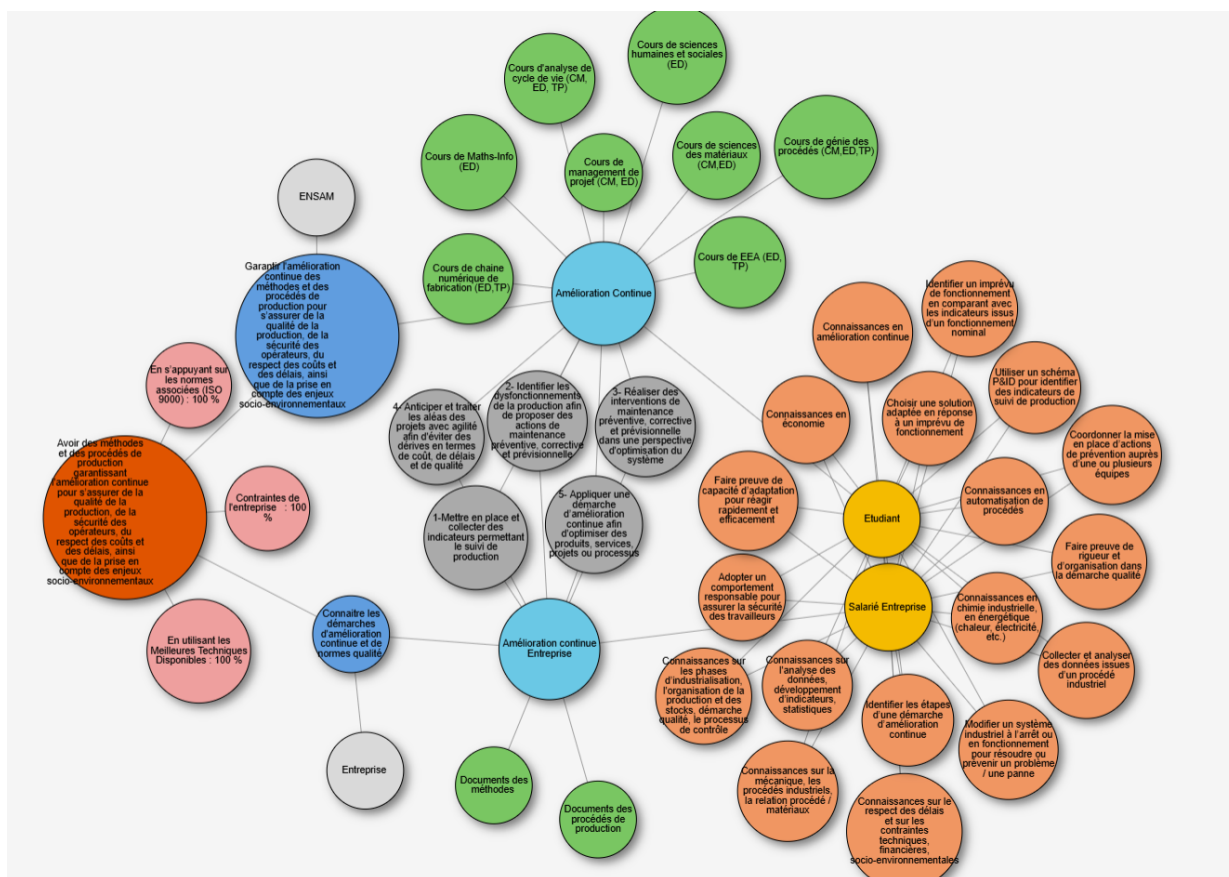 Cours de sciences
humaines et sociales
(ED)
Cours d'analyse de
cycle de vie (CM,
ED, TP)
Cours de Maths-Info
(ED)
Cours de
management de
projet (CM, ED)
Cours de sciences
des matériaux
(CM,ED)
Cours de génie des
procédés (CM,ED,TP)
ENSAM
Cours de chaine
numérique de
fabrication (ED,TP)
Cours de EEA (ED,
TP)
Amélioration Continue
Garantir l'amélioration
continue des
méthodes et des
procédés de
production pour
s'assurer de la
qualité de la
production, de la
sécurité des
opérateurs, du
respect des coûts et
des délais, ainsi
que de la prise en
compte des enjeux
socio-environnementaux
En s'appuyant sur
les normes
associées (ISO
9000) : 100 %
Avoir des méthodes
et des procédés de
production
garantissant
l'amélioration continue
pour s'assurer de la
qualité de la
production, de la
sécurité des
opérateurs, du
respect des coûts et
des délais, ainsi
que de la prise en
compte des enjeux
socio-environnementaux
Contraintes de
l'entreprise : 100
%
En utilisant les
Meilleures Techniques
Disponibles : 100 %
Connaitre les
démarches
d'amélioration
continue et de
normes qualité
Entreprise
4- Anticiper et traiter
les aléas des
projets avec agilité
afin d'éviter des
dérives en termes
de coût, de délais
et de qualité
2- Identifier les
dysfonctionnements
de la production afin
de proposer des
actions de
maintenance
préventive, corrective
et prévisionnelle
3- Réaliser des
interventions de
maintenance
préventive, corrective
et prévisionnelle
dans une perspective
d'optimisation du
système
1-Mettre en place et
collecter des
indicateurs permettant
le suivi de
production
5- Appliquer une
démarche
d'amélioration
continue afin
d'optimiser des
produits, services,
projets ou processus
Amélioration continue
Entreprise
Documents des
méthodes
Documents des
procédés de
production
Identifier un imprévu
de fonctionnement
en comparant avec
les indicateurs issus
d'un fonctionnement
nominal
Connaissances en
amélioration continue
Utiliser un schéma
P&ID pour identifier
des indicateurs de
suivi de production
Choisir une solution
adaptée en réponse
à un imprévu de
fonctionnement
Connaissances en
économie
Coordonner la mise
en place d'actions
de prévention auprès
d'une ou plusieurs
équipes
Faire preuve de
capacité d'adaptation
pour réagir
rapidement et
efficacement
Connaissances en
automatisation de
procédés
Etudiant
Faire preuve de
rigueur et
d'organisation dans
la démarche qualité
Adopter un
comportement
responsable pour
assurer la sécurité
des travailleurs
Salarié Entreprise
Connaissances en
chimie industrielle,
en énergétique
(chaleur, électricité,
etc.)
Collecter et analyser
des données issues
d'un procédé
industriel
Connaissances sur
les phases
d'industrialisation,
l'organisation de la
production et des
stocks, démarche
qualité, le processus
de contrôle
Connaissances sur
l'analyse des
données,
développement
d'indicateurs,
statistiques
Identifier les étapes
d'une démarche
d'amélioration
continue
Modifier un système
industriel à l'arrêt ou
en fonctionnement
pour résoudre ou
prévenir un problème
/ une panne
Connaissances sur la
mécanique, les
procédés industriels,
la relation procédé /
matériaux
Connaissances sur le
respect des délais
et sur les
contraintes
techniques,
financières,
socio-environnementales